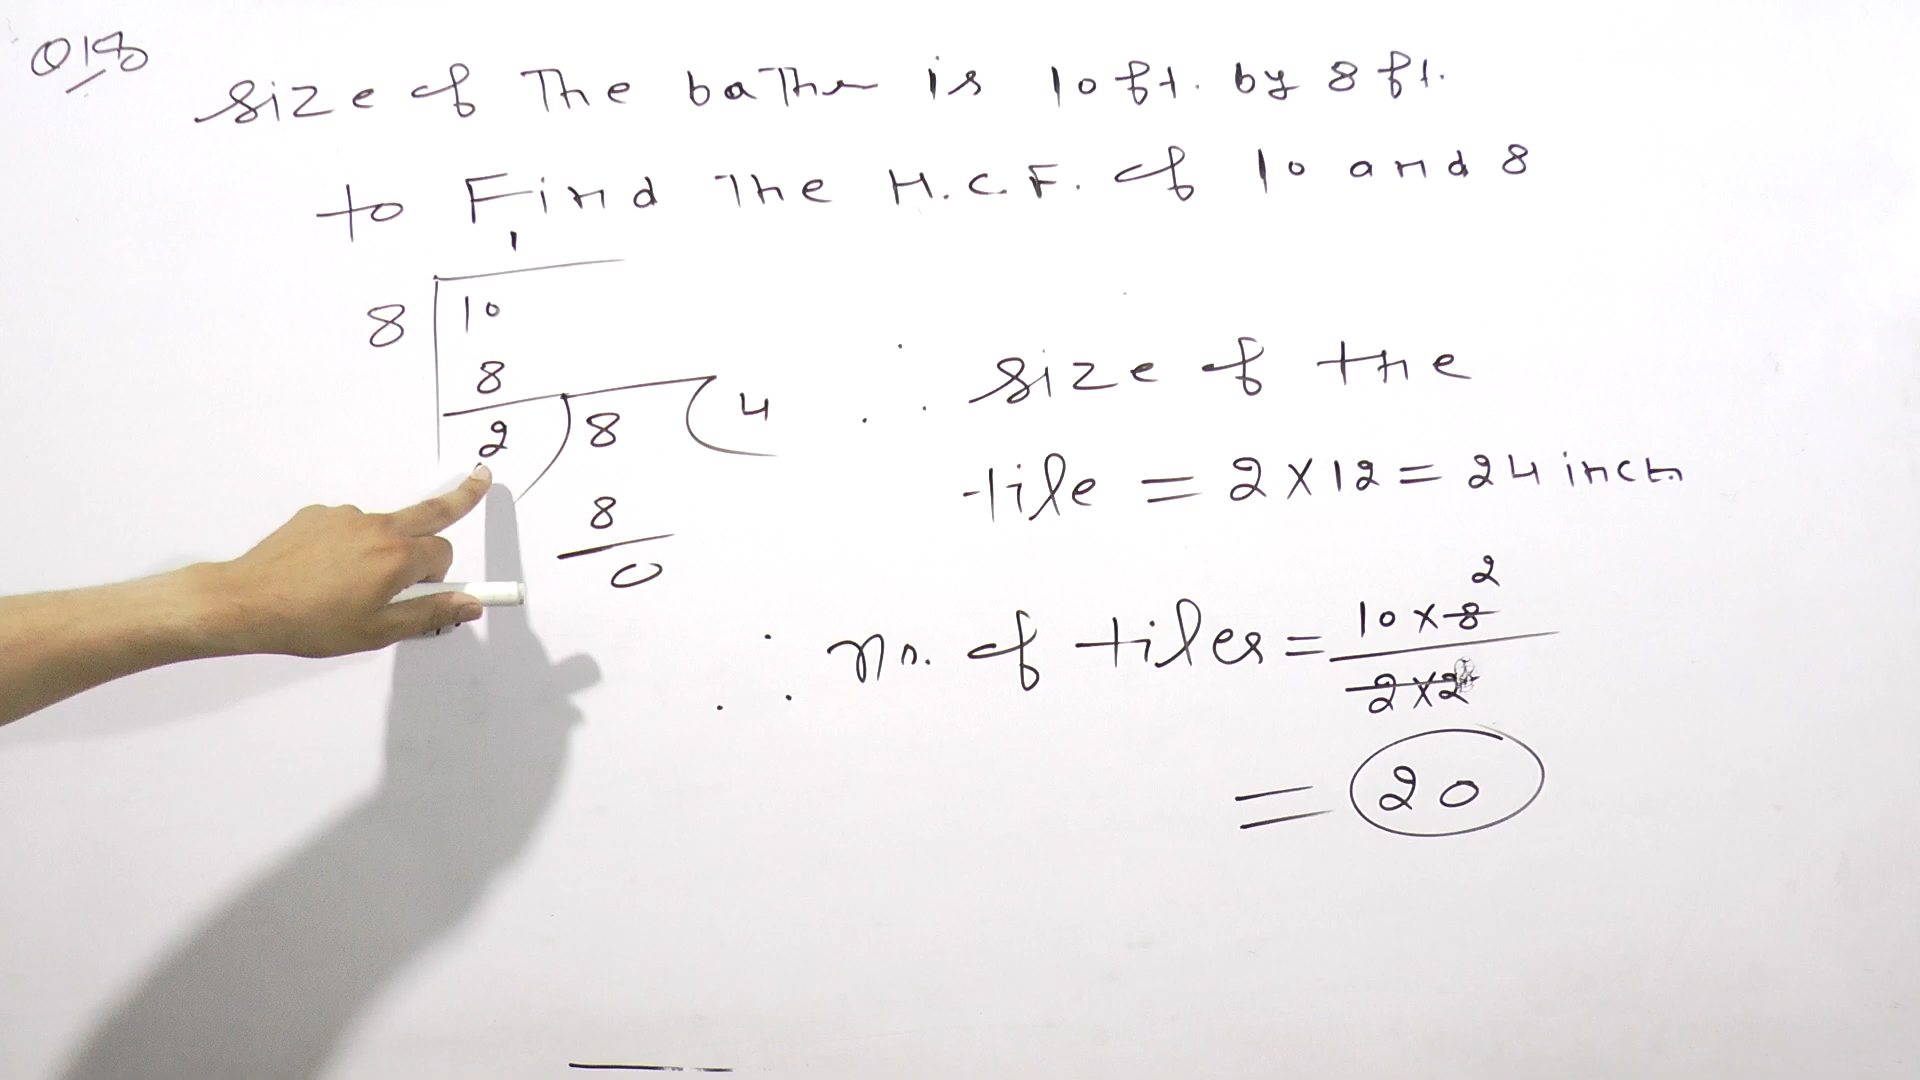 Q18
Size of The bathr is 10 ft. by 8 ft.
to Find The H.C.F. of 10 and 8
1
8 10
8
2 ) 8 ( 4
8
0
∴ Size of the
tile = 2 X 12 = 24 inch
∴ no. of tiles = 10 x 8 2
2 X 2
= 20